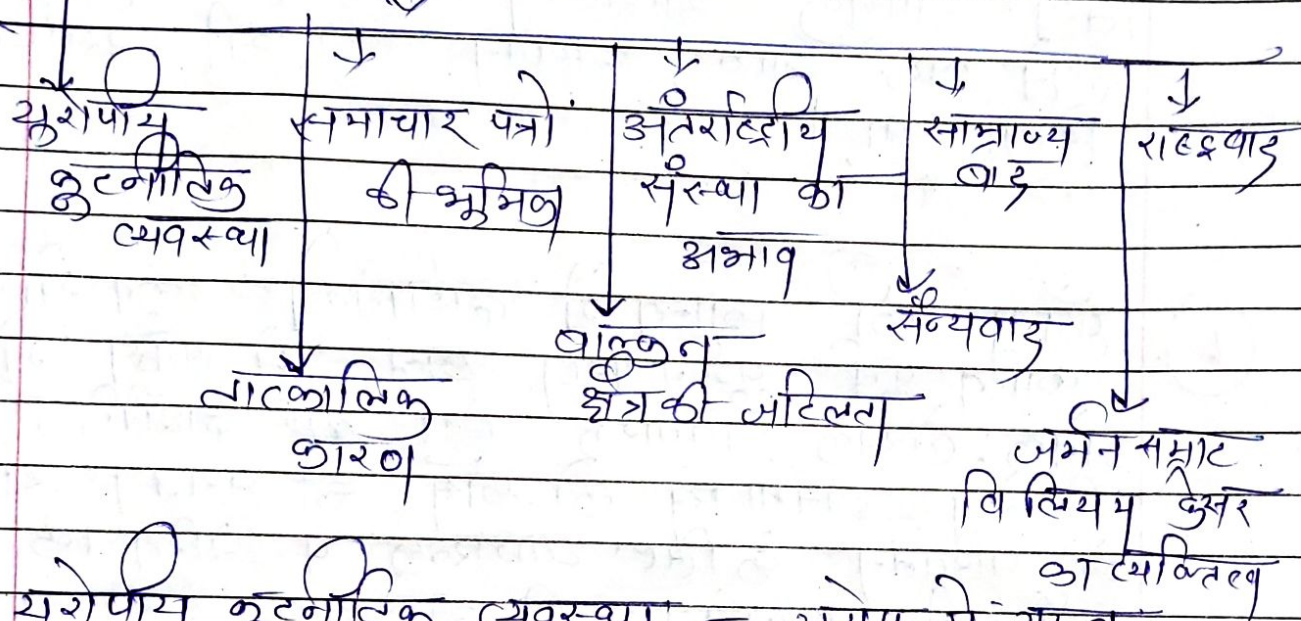 यूरोपीय
कूटनीतिक
व्यवस्था
समाचार पत्रों
की भूमिका
अंतर्राष्ट्रीय
संस्था का
अभाव
साम्राज्य
वाद
राष्ट्रवाद
तात्कालिक
कारण
बाल्कन
क्षेत्र की जटिलता
सैन्यवाद
जर्मन सम्राट
विलियम केसर
का व्यक्तित्व
यूरोपीय कूटनीतिक व्यवस्था –